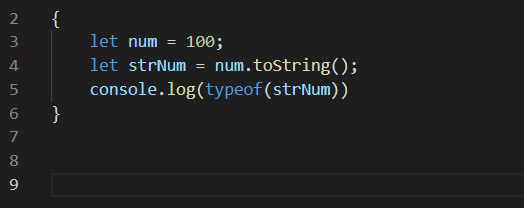 2 {
3 let num = 100;
4 let strNum = num.toString();
5 console.log(typeof(strNum))
6 }
7
8
9